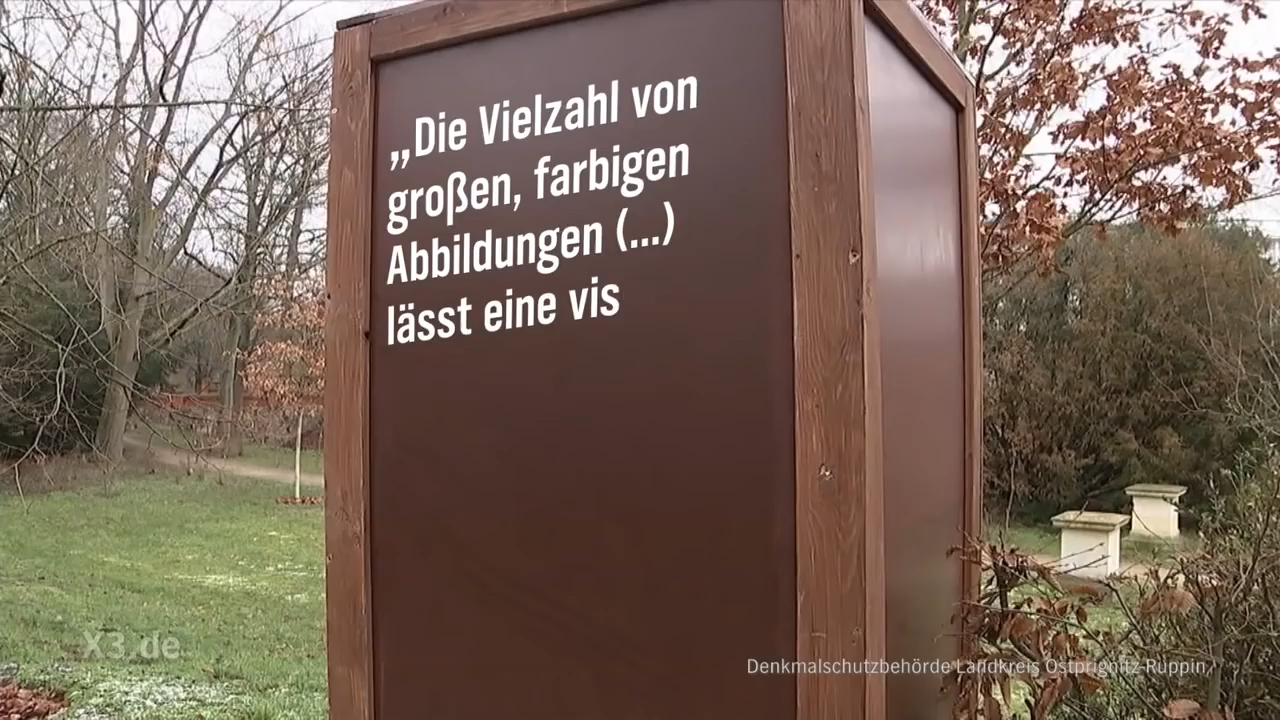 „Die Vielzahl von
großen, farbigen
Abbildungen (...)
lässt eine vis
X3.de
Denkmalschutzbehörde Landkreis Ostprignitz-Ruppin